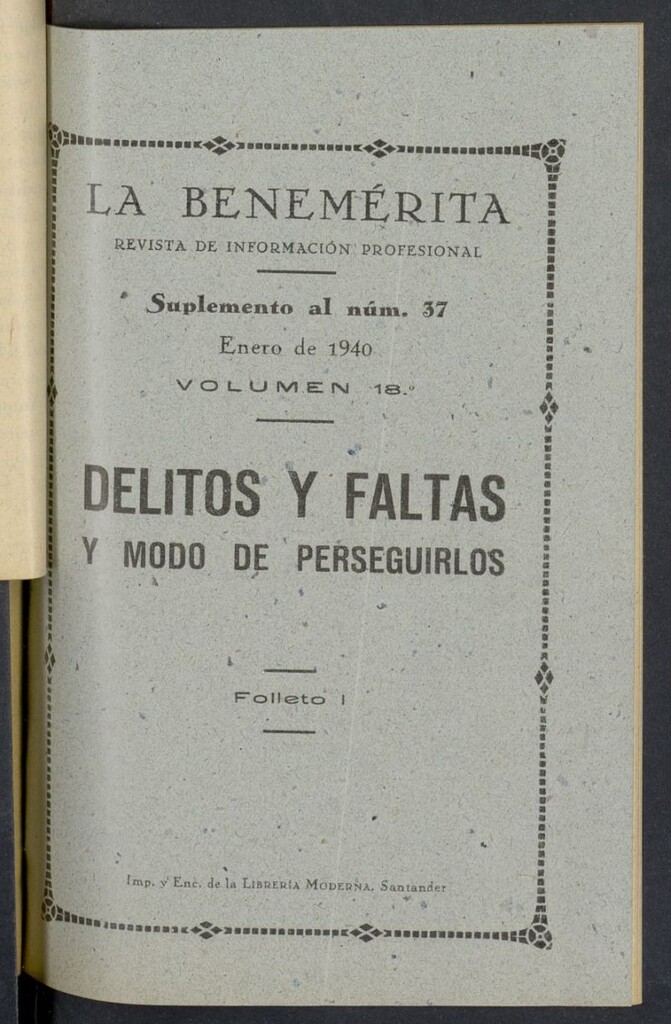 LA BENEMÉRITA
REVISTA DE INFORMACIÓN PROFESIONAL
Suplemento al núm. 37
Enero de 1940
VOLUMEN 18.º
DELITOS Y FALTAS
Y MODO DE PERSEGUIRLOS
Folleto I
Imp. y Enc. de la LIBRERÍA MODERNA. Santander